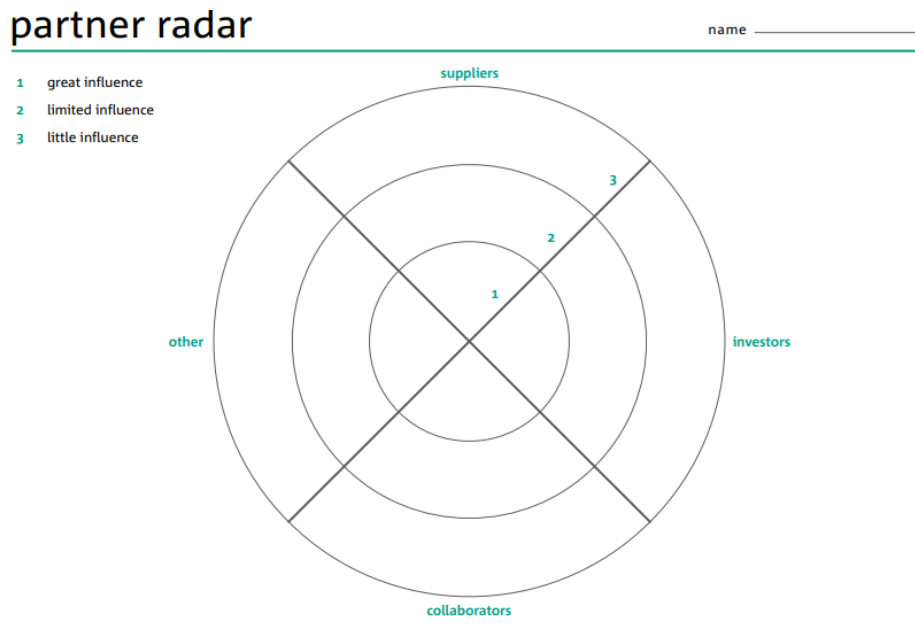 partner radar
name
1 great influence
2 limited influence
3 little influence
suppliers
3
2
1
other
investors
collaborators